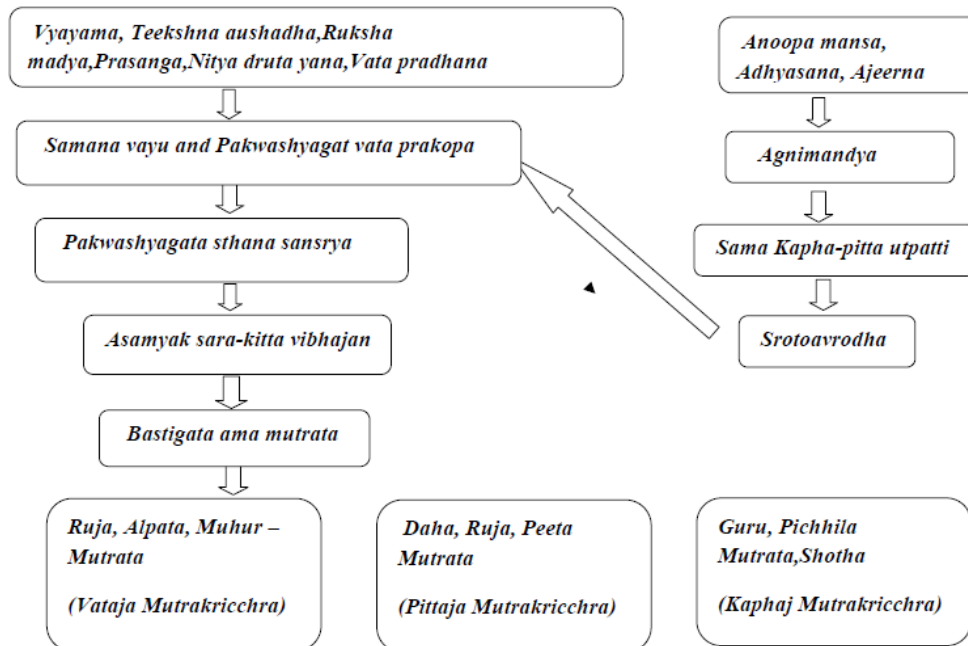 Vyayama, Teekshna aushadha,Ruksha
madya,Prasanga,Nitya druta yana,Vata pradhana
Samana vayu and Pakwashyagat vata prakopa
Pakwashyagata sthana sansrya
Asamyak sara-kitta vibhajan
Bastigata ama mutrata
Anoopa mansa,
Adhyasana, Ajeerna
Agnimandya
Sama Kapha-pitta utpatti
Srotoavrodha
Ruja, Alpata, Muhur –
Mutrata
(Vataja Mutrakricchra)
Daha, Ruja, Peeta
Mutrata
(Pittaja Mutrakricchra)
Guru, Pichhila
Mutrata,Shotha
(Kaphaj Mutrakricchra)